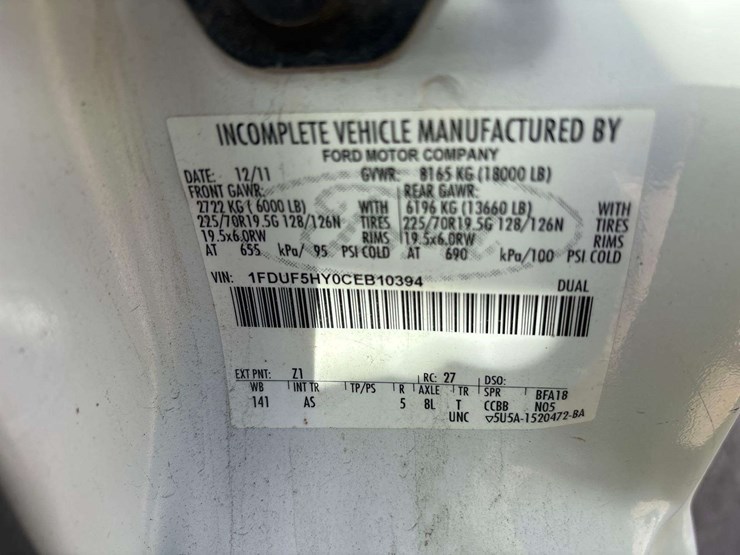 INCOMPLETE VEHICLE MANUFACTURED BY
FORD MOTOR COMPANY
DATE: 12/11 GVWR: 8165 KG (18000 LB)
FRONT GAWR: REAR GAWR:
2722 KG ( 6000 LB) WITH 6196 KG (13660 LB) WITH
225/70R19.5G 128/126N TIRES 225/70R19.5G 128/126N TIRES
19.5x6.0RW RIMS 19.5x6.0RW RIMS
AT 655 kPa/ 95 PSI COLD AT 690 kPa/100 PSI COLD
VIN: 1FDUF5HY0CEB10394 DUAL
EXT PNT: Z1 RC: 27 DSO:
WB INT TR TP/PS R AXLE TR SPR BFA18
141 AS 5 8L T CCBB N05
UNC ▽5U5A-1520472-BA